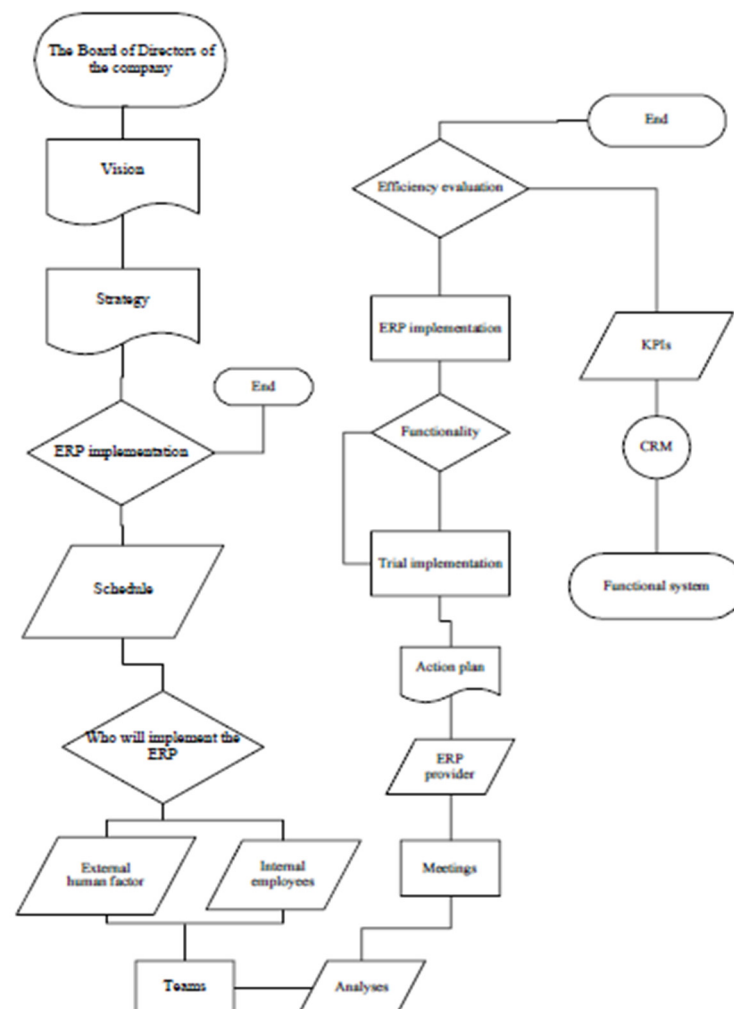 The Board of Directors of
the company
Vision
Strategy
End
ERP implementation
Schedule
Who will implement the
ERP
External
human factor
Internal
employees
Teams
Analyses
Meetings
ERP
provider
Action plan
Trial implementation
Functionality
ERP implementation
Efficiency evaluation
End
KPIs
CRM
Functional system